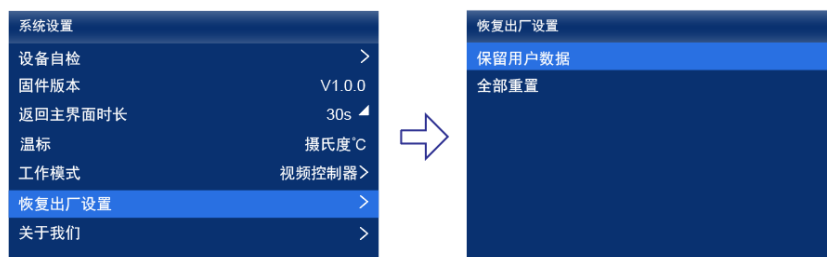 系统设置
设备自检 >
固件版本 V1.0.0
返回主界面时长 30s
温标 摄氏度℃
工作模式 视频控制器>
恢复出厂设置 >
关于我们 >
恢复出厂设置
保留用户数据
全部重置